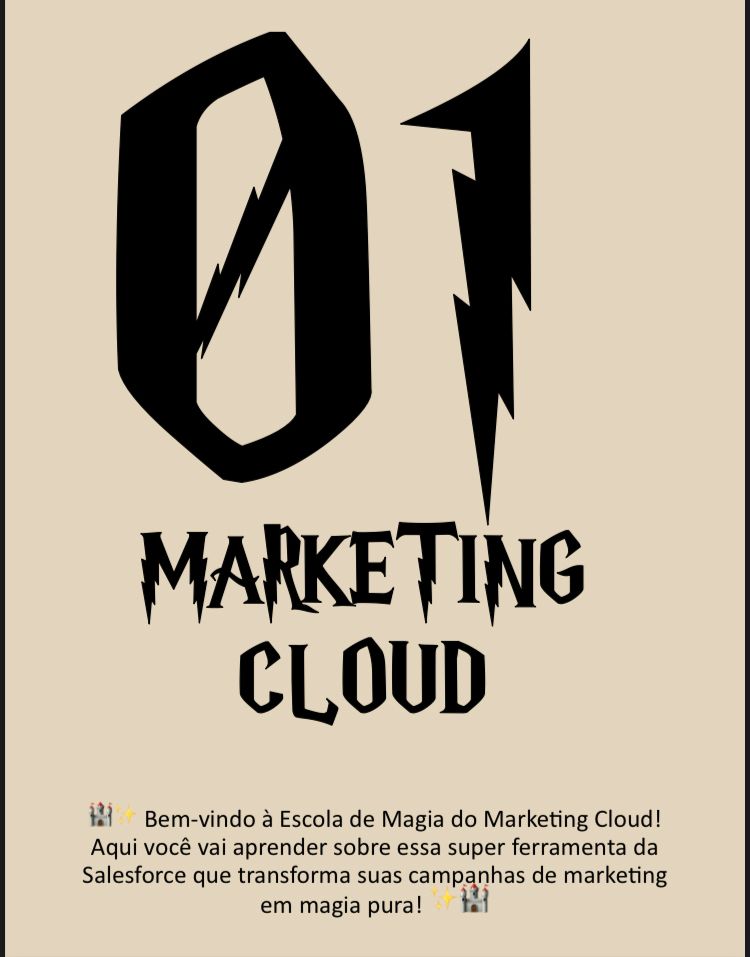 01
MARKETING
CLOUD
🏰✨ Bem-vindo à Escola de Magia do Marketing Cloud!
Aqui você vai aprender sobre essa super ferramenta da
Salesforce que transforma suas campanhas de marketing
em magia pura! ✨🏰